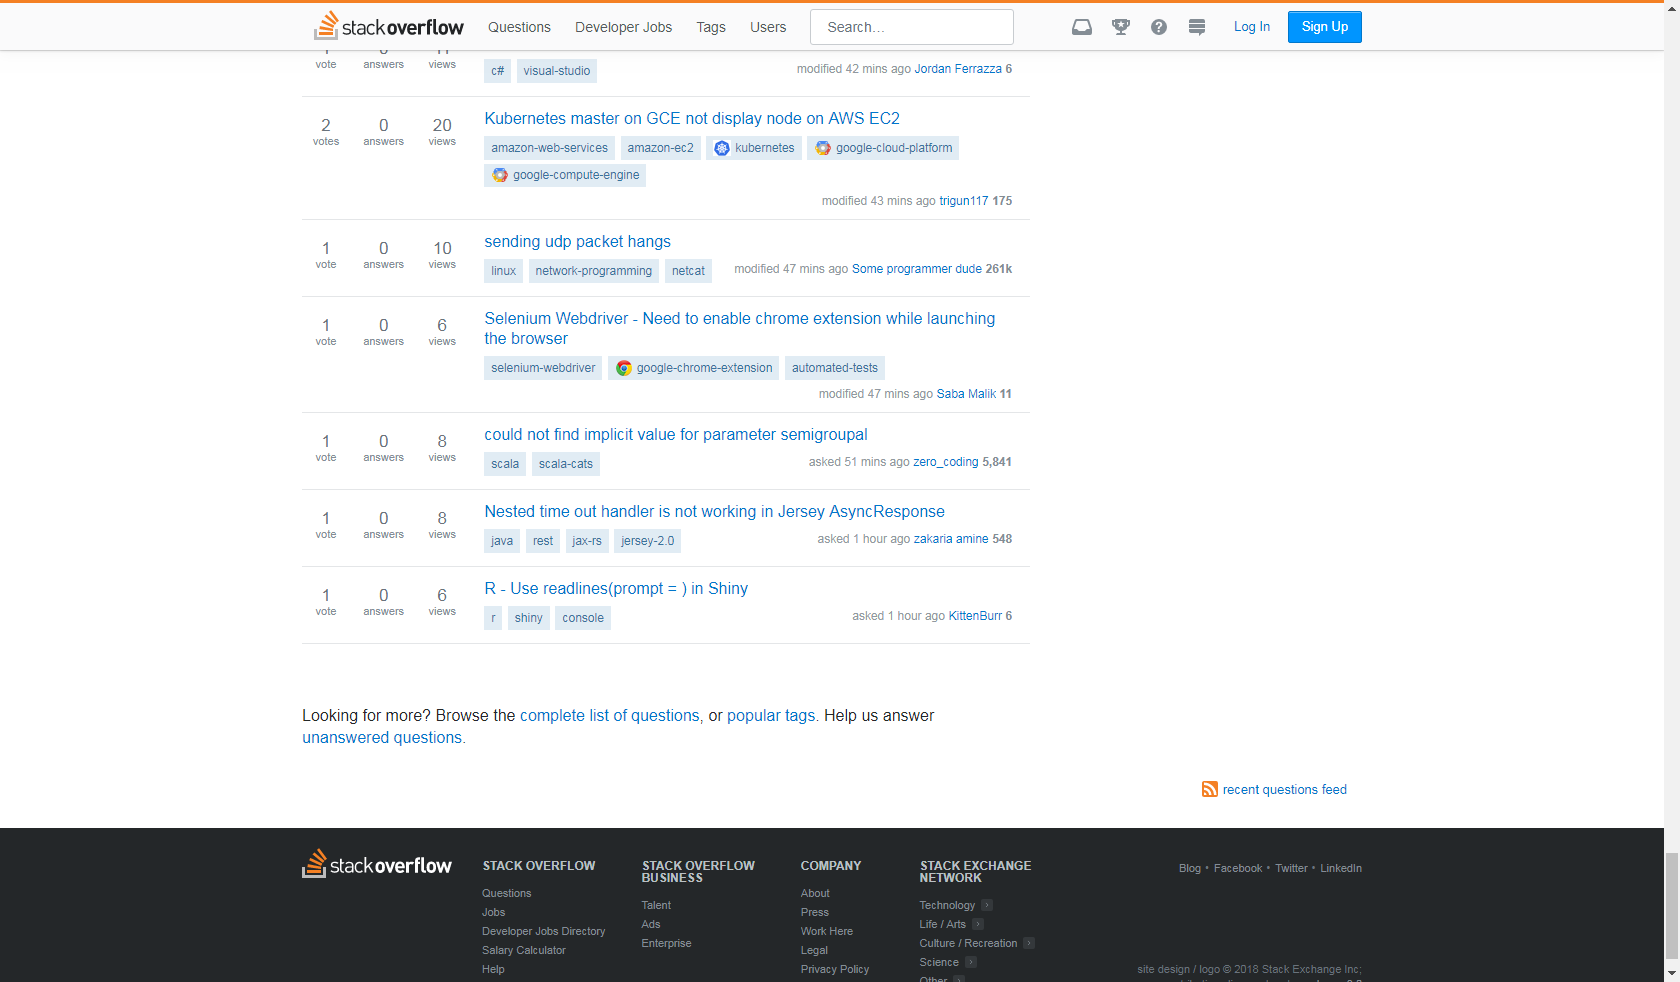 stackoverflow Questions Developer Jobs Tags Users Search... Log In Sign Up
vote answers views
c# visual-studio modified 42 mins ago Jordan Ferrazza 6
2 votes 0 answers 20 views
Kubernetes master on GCE not display node on AWS EC2
amazon-web-services amazon-ec2 kubernetes google-cloud-platform
google-compute-engine
modified 43 mins ago trigun117 175
1 vote 0 answers 10 views
sending udp packet hangs
linux network-programming netcat modified 47 mins ago Some programmer dude 261k
1 vote 0 answers 6 views
Selenium Webdriver - Need to enable chrome extension while launching
the browser
selenium-webdriver google-chrome-extension automated-tests
modified 47 mins ago Saba Malik 11
1 vote 0 answers 8 views
could not find implicit value for parameter semigroupal
scala scala-cats asked 51 mins ago zero_coding 5,841
1 vote 0 answers 8 views
Nested time out handler is not working in Jersey AsyncResponse
java rest jax-rs jersey-2.0 asked 1 hour ago zakaria amine 548
1 vote 0 answers 6 views
R - Use readlines(prompt = ) in Shiny
r shiny console asked 1 hour ago KittenBurr 6
Looking for more? Browse the complete list of questions, or popular tags. Help us answer
unanswered questions.
recent questions feed
stackoverflow
STACK OVERFLOW
Questions
Jobs
Developer Jobs Directory
Salary Calculator
Help
STACK OVERFLOW
BUSINESS
Talent
Ads
Enterprise
COMPANY
About
Press
Work Here
Legal
Privacy Policy
STACK EXCHANGE
NETWORK
Technology
Life / Arts
Culture / Recreation
Science
Other
Blog • Facebook • Twitter • LinkedIn
site design / logo © 2018 Stack Exchange Inc;